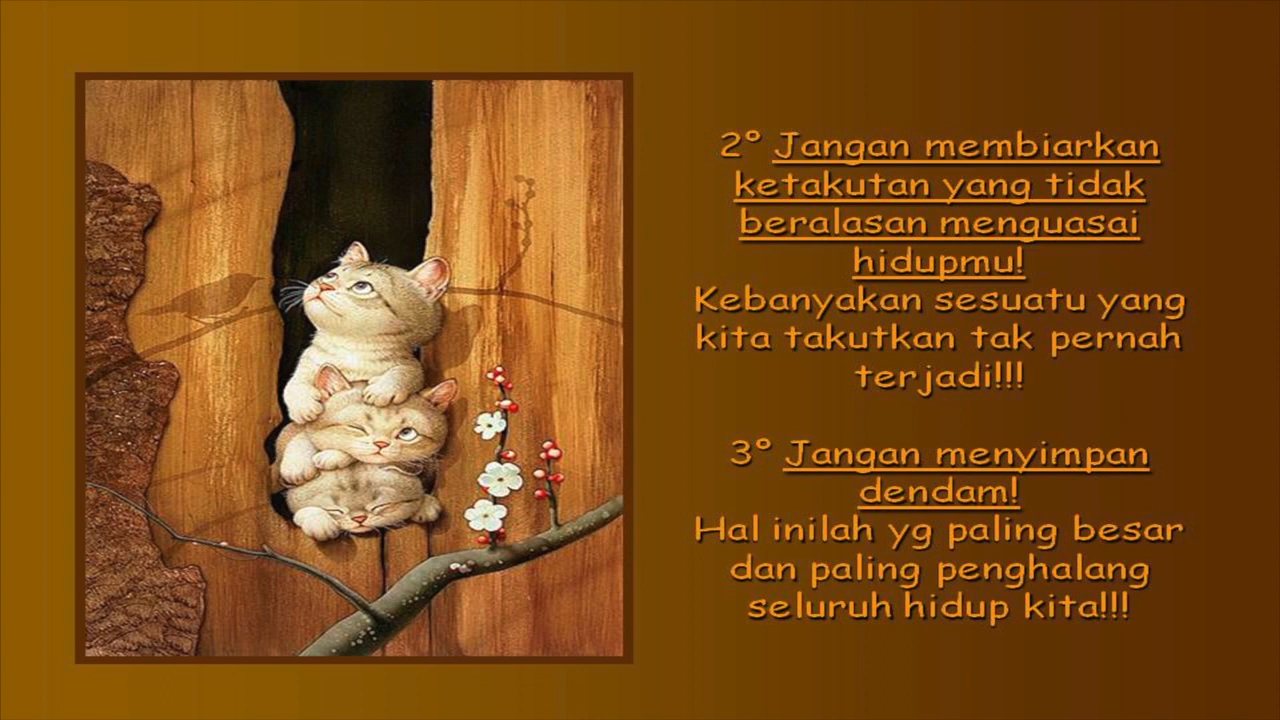 2° Jangan membiarkan
ketakutan yang tidak
beralasan menguasai
hidupmu!
Kebanyakan sesuatu yang
kita takutkan tak pernah
terjadi!!!
3° Jangan menyimpan
dendam!
Hal inilah yg paling besar
dan paling penghalang
seluruh hidup kita!!!